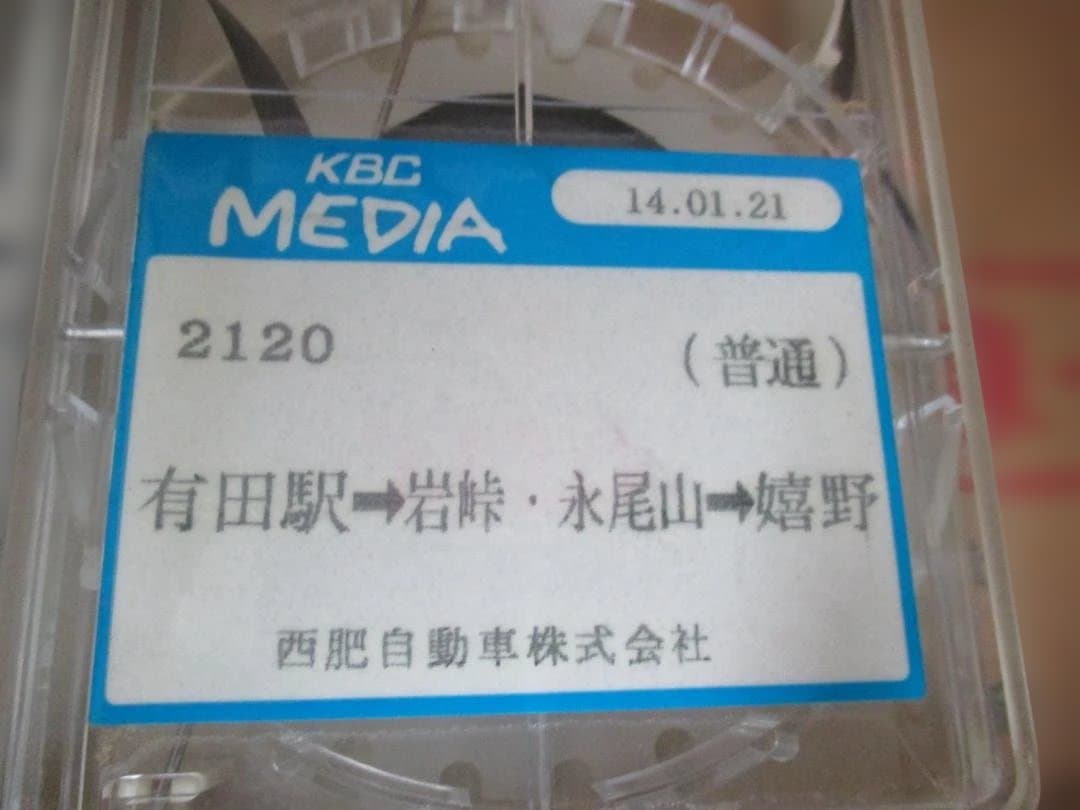 KBC
MEDIA
14.01.21
2120
(普通)
有田駅➡岩峠・永尾山➡嬉野
西肥自動車株式会社